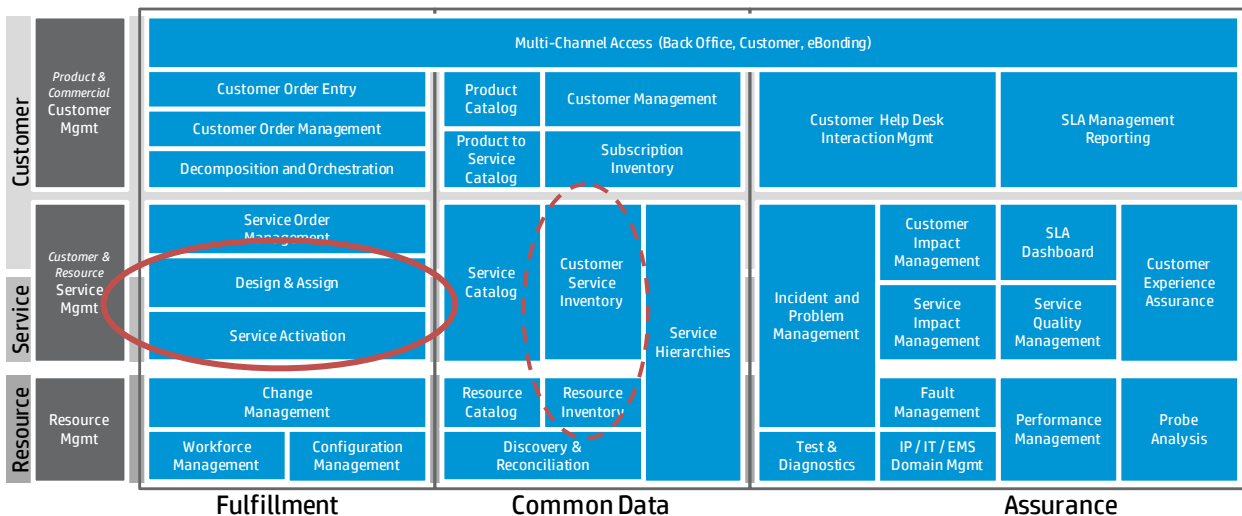 Multi-Channel Access (Back Office, Customer, eBonding)
Customer
Product &
Commercial
Customer
Mgmt
Customer Order Entry
Customer Order Management
Decomposition and Orchestration
Product
Catalog
Customer Management
Product to
Service
Catalog
Subscription
Inventory
Customer Help Desk
Interaction Mgmt
SLA Management
Reporting
Service
Customer &
Resource
Service
Mgmt
Service Order
Management
Design & Assign
Service Activation
Service
Catalog
Customer
Service
Inventory
Service
Hierarchies
Incident and
Problem
Management
Customer
Impact
Management
SLA
Dashboard
Customer
Experience
Assurance
Service
Impact
Management
Service
Quality
Management
Resource
Resource
Mgmt
Change
Management
Workforce
Management
Configuration
Management
Resource
Catalog
Resource
Inventory
Discovery &
Reconciliation
Test &
Diagnostics
Fault
Management
IP / IT / EMS
Domain Mgmt
Performance
Management
Probe
Analysis
Fulfillment
Common Data
Assurance